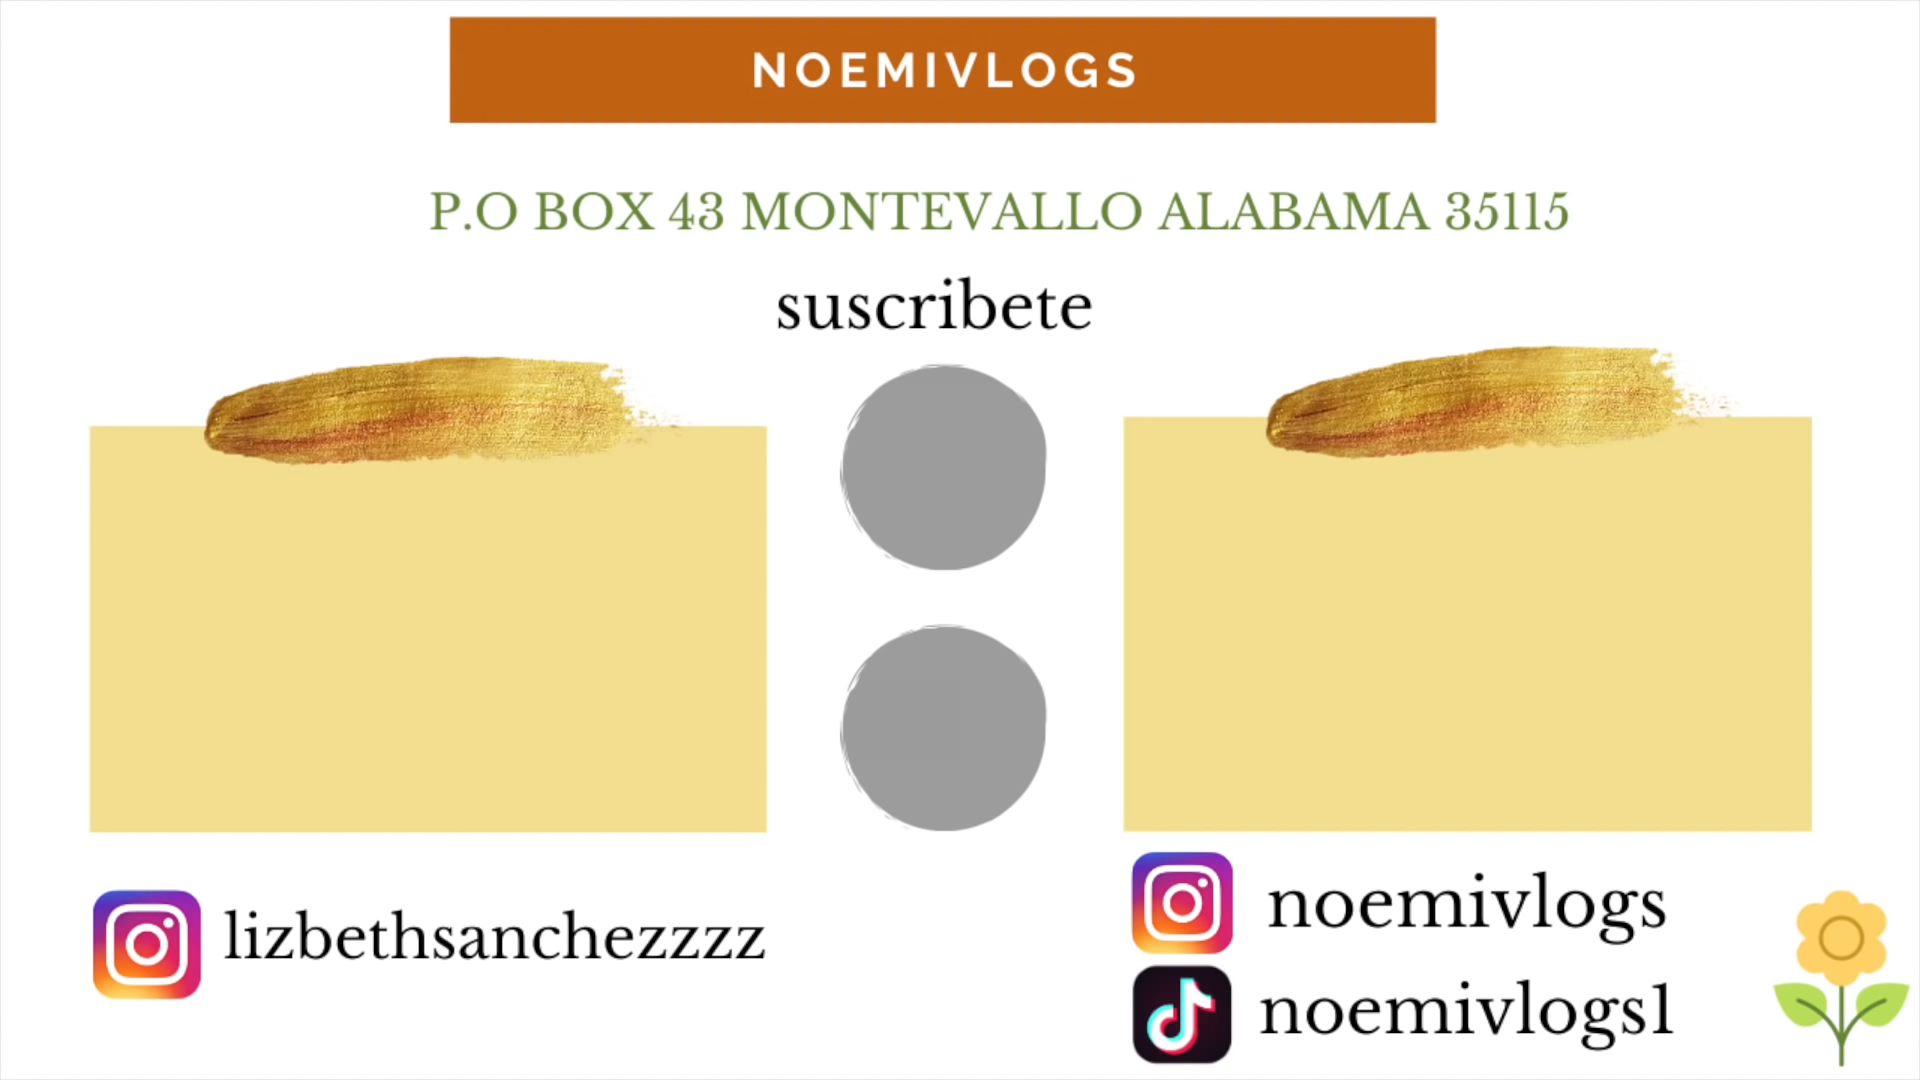 NOEMIVLOGS
P.O BOX 43 MONTEVALLO ALABAMA 35115
suscribete
lizbethsanchezzzz
noemivlogs
noemivlogs1